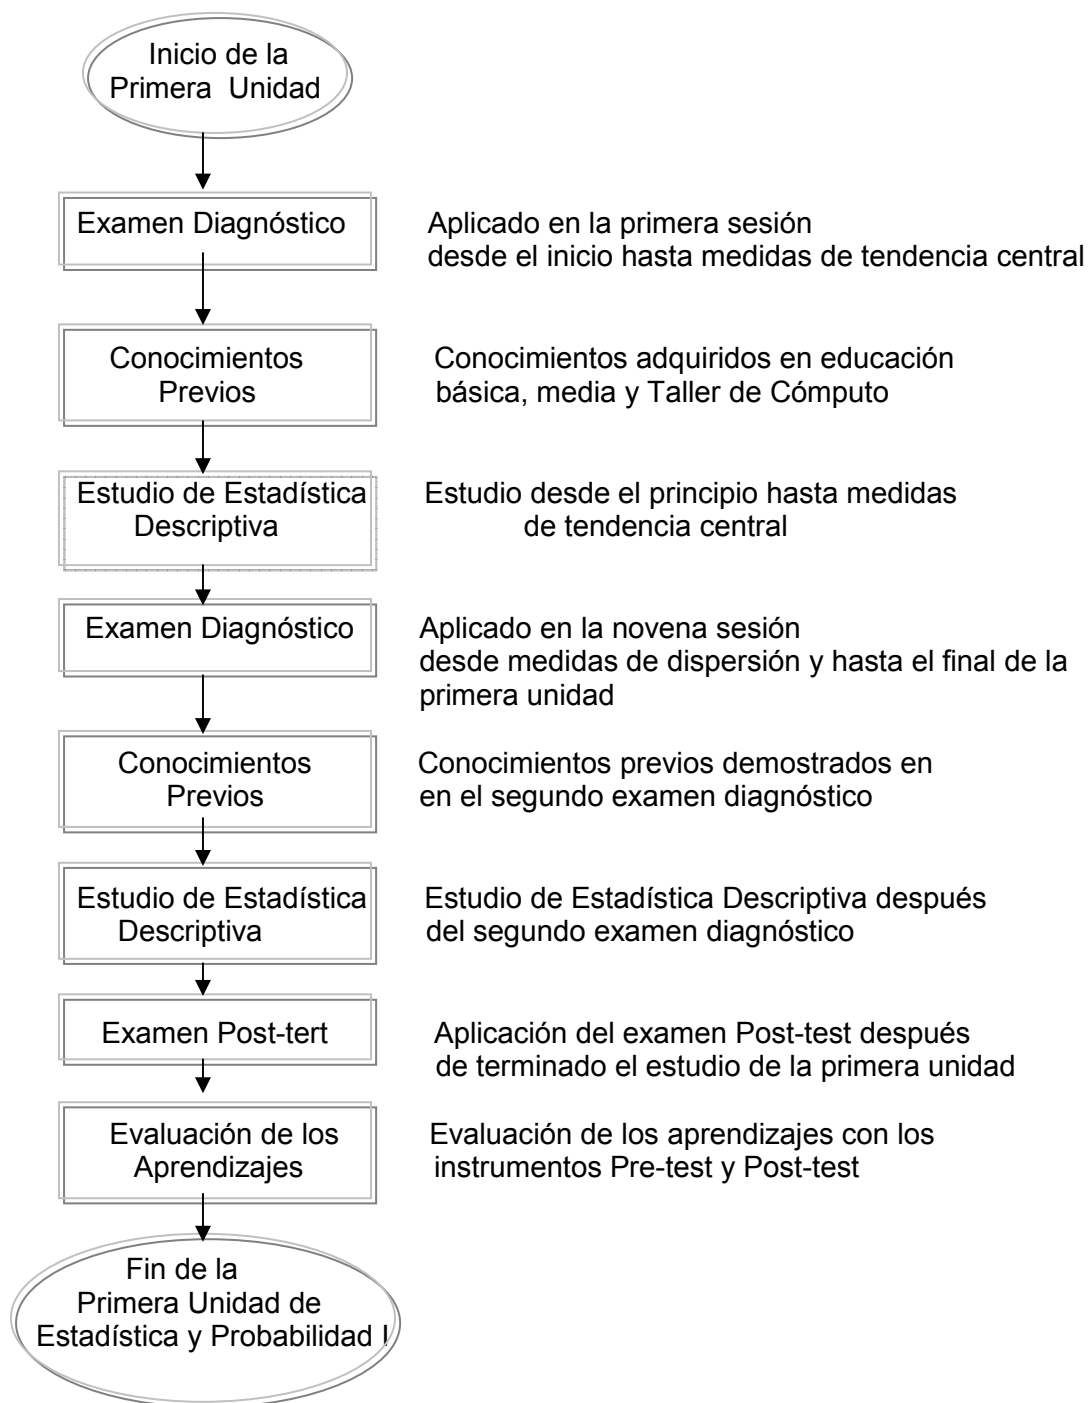 Inicio de la
Primera Unidad
Examen Diagnóstico
Aplicado en la primera sesión
desde el inicio hasta medidas de tendencia central
Conocimientos
Previos
Conocimientos adquiridos en educación
básica, media y Taller de Cómputo
Estudio de Estadística
Descriptiva
Estudio desde el principio hasta medidas
de tendencia central
Examen Diagnóstico
Aplicado en la novena sesión
desde medidas de dispersión y hasta el final de la
primera unidad
Conocimientos
Previos
Conocimientos previos demostrados en
en el segundo examen diagnóstico
Estudio de Estadística
Descriptiva
Estudio de Estadística Descriptiva después
del segundo examen diagnóstico
Examen Post-tert
Aplicación del examen Post-test después
de terminado el estudio de la primera unidad
Evaluación de los
Aprendizajes
Evaluación de los aprendizajes con los
instrumentos Pre-test y Post-test
Fin de la
Primera Unidad de
Estadística y Probabilidad I